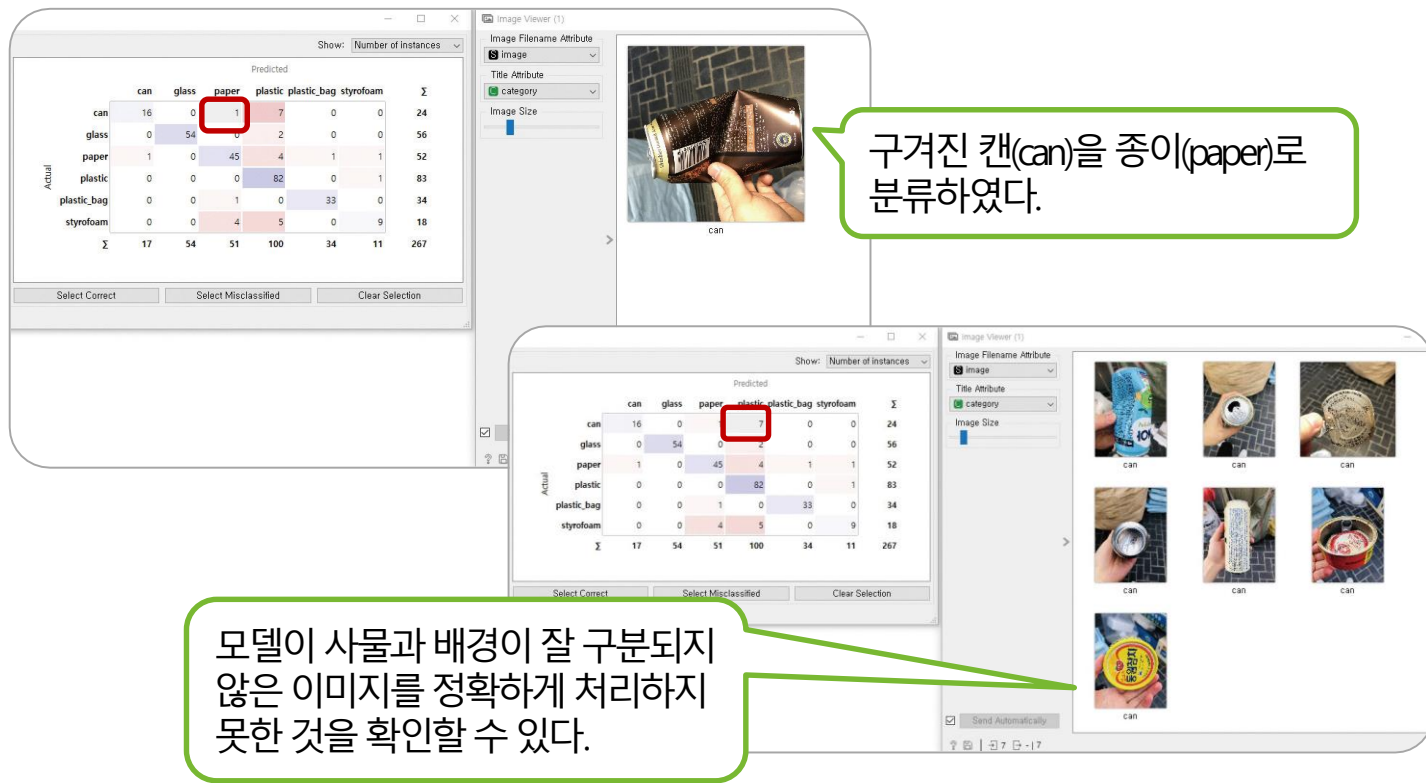 Show: Number of instances
Predicted
can glass paper plastic plastic_bag styrofoam Σ
can 16 0 1 7 0 0 24
glass 0 54 0 2 0 0 56
paper 1 0 45 4 1 1 52
plastic 0 0 0 82 0 1 83
plastic_bag 0 0 1 0 33 0 34
styrofoam 0 0 4 5 0 9 18
Σ 17 54 51 100 34 11 267
Actual
Select Correct Select Misclassified Clear Selection
Image Viewer (1)
Image Filename Attribute
S image
Title Attribute
C category
Image Size
can
구겨진 캔(can)을 종이(paper)로
분류하였다.
Show: Number of instances
Predicted
can glass paper plastic plastic_bag styrofoam Σ
can 16 0 1 7 0 0 24
glass 0 54 0 2 0 0 56
paper 1 0 45 4 1 1 52
plastic 0 0 0 82 0 1 83
plastic_bag 0 0 1 0 33 0 34
styrofoam 0 0 4 5 0 9 18
Σ 17 54 51 100 34 11 267
Actual
Select Correct Select Misclassified Clear Selection
Image Viewer (1)
Image Filename Attribute
S image
Title Attribute
C category
Image Size
can can can
can can can
can
Send Automatically
7 - | 7
모델이 사물과 배경이 잘 구분되지
않은 이미지를 정확하게 처리하지
못한 것을 확인할 수 있다.